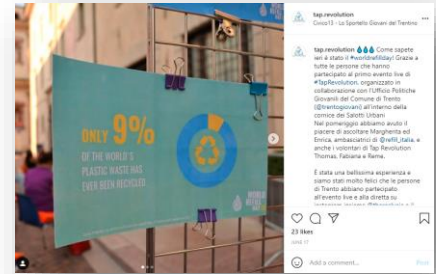 ONLY 9%
OF THE WORLD'S
PLASTIC WASTE HAS
EVER BEEN RECYCLED
tap.revolution
Civico13 - Lo Sportello Giovani del Trentino
tap.revolution 💧💧💧 Come sapete
ieri è stato il #worldrefillday! Grazie a
tutte le persone che hanno
partecipato al primo evento live di
#TapRevolution, organizzato in
collaborazione con l'Ufficio Politiche
Giovanili del Comune di Trento
(@trentogiovani) all'interno della
cornice dei Salotti Urbani
Nel pomeriggio abbiamo avuto il
piacere di ascoltare Margherita ed
Enrica, ambasciatrici di @refill_italia, e
anche i volontari di Tap Revolution
Thomas, Fabiana e Reme.
È stata una bellissima esperienza e
siamo stati molto felici che le persone
di Trento abbiano partecipato
all'evento live e alla diretta su
23 likes
JUNE 17
Add a comment...
Post